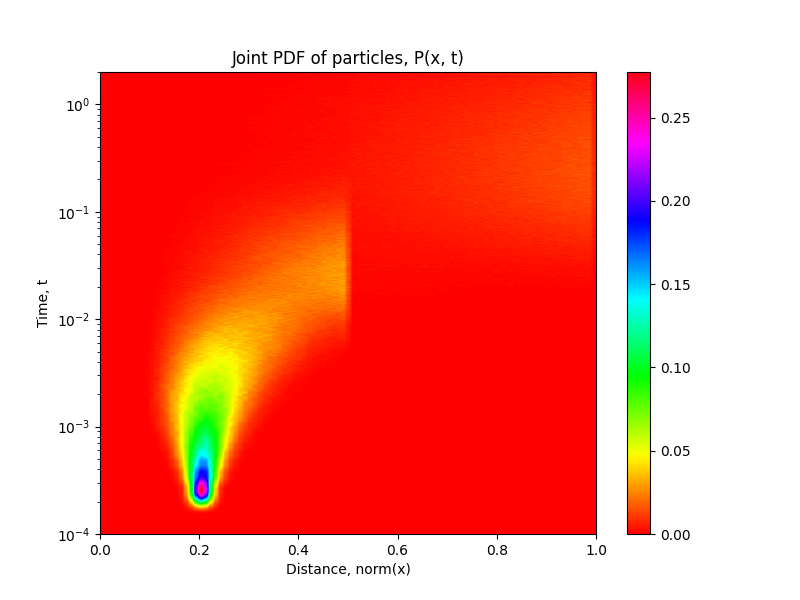 Joint PDF of particles, P(x, t)
Time, t
10⁰
10⁻¹
10⁻²
10⁻³
10⁻⁴
0.0 0.2 0.4 0.6 0.8 1.0
Distance, norm(x)
0.25
0.20
0.15
0.10
0.05
0.00